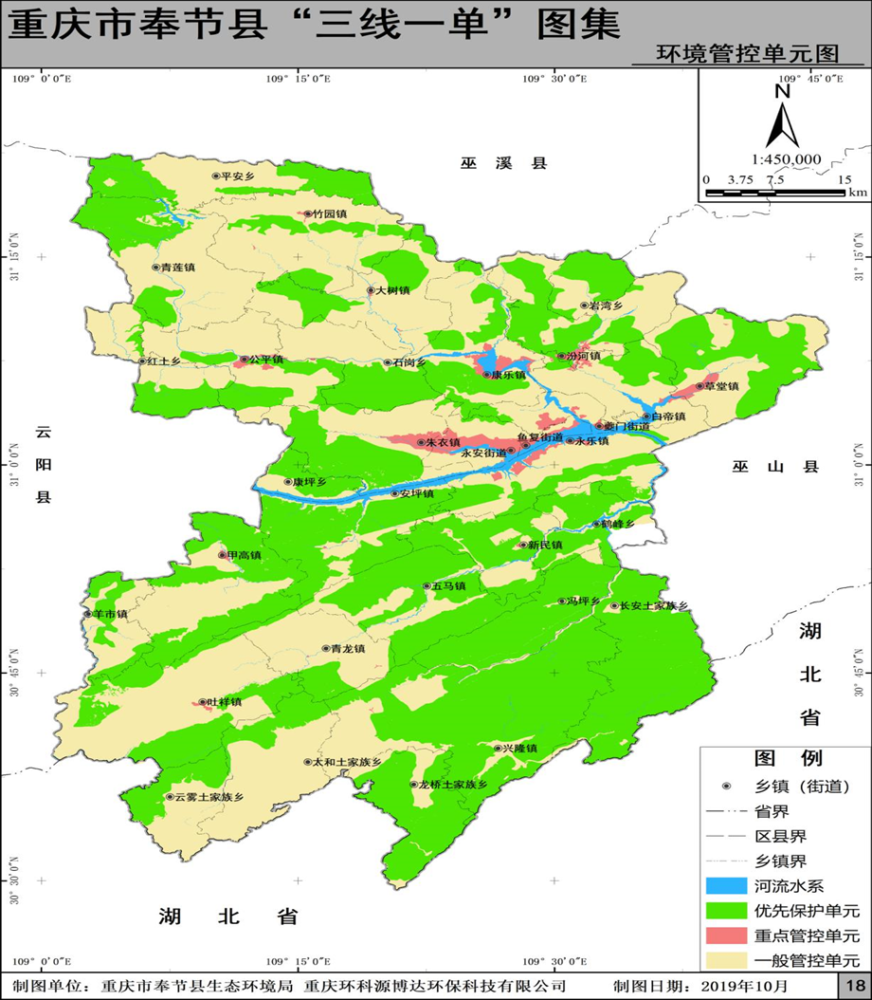 重庆市奉节县“三线一单”图集
环境管控单元图
109° 0′0″E
109° 15′0″E
109° 30′0″E
109° 45′0″E
N
1:450,000
0 3.75 7.5 15
km
巫 溪 县
平安乡
竹园镇
31° 15′0″N
31° 15′0″N
青莲镇
大树镇
岩湾乡
红土乡
公平镇
石岗乡
汾河镇
康乐镇
草堂镇
白帝镇
夔门街道
云阳县
朱衣镇
鱼复街道
永乐镇
永安街道
31° 0′0″N
巫 山 县
31° 0′0″N
康坪乡
安坪镇
鹤峰乡
新民镇
甲高镇
五马镇
冯坪乡
长安土家族乡
羊市镇
湖北省
青龙镇
30° 45′0″N
30° 45′0″N
吐祥镇
兴隆镇
太和土家族乡
龙桥土家族乡
云雾土家族乡
图 例
乡镇（街道）
省界
区县界
乡镇界
河流水系
优先保护单元
重点管控单元
一般管控单元
30° 30′0″N
湖 北 省
109° 0′0″E
109° 15′0″E
109° 30′0″E
制图单位：重庆市奉节县生态环境局 重庆环科源博达环保科技有限公司 制图日期：2019年10月
18